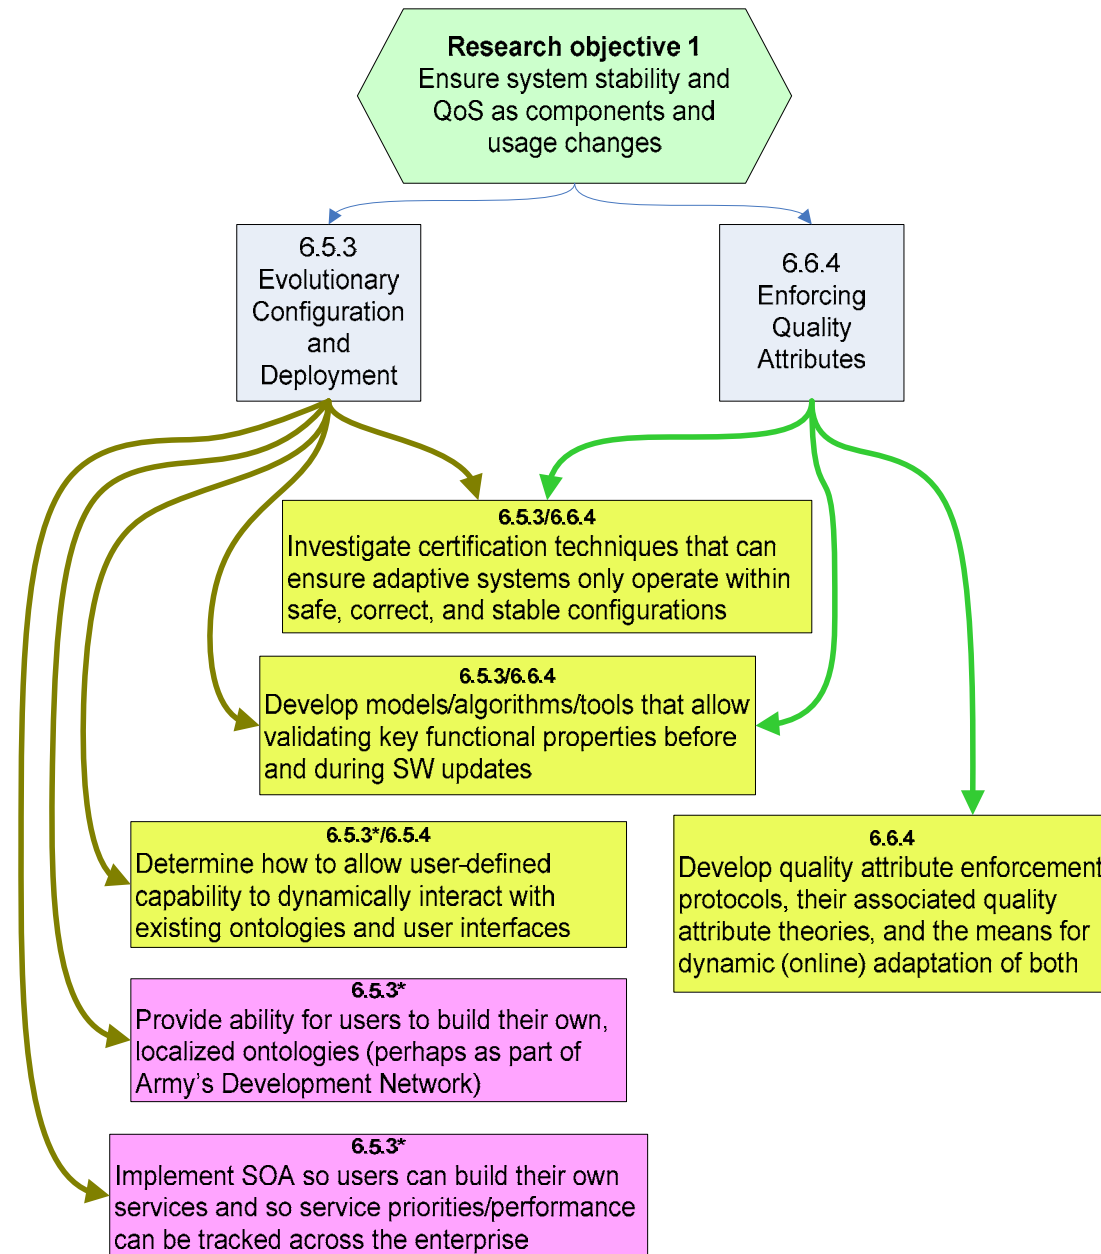 Research objective 1
Ensure system stability and
QoS as components and
usage changes
6.5.3
Evolutionary
Configuration
and
Deployment
6.6.4
Enforcing
Quality
Attributes
6.5.3/6.6.4
Investigate certification techniques that can
ensure adaptive systems only operate within
safe, correct, and stable configurations
6.5.3/6.6.4
Develop models/algorithms/tools that allow
validating key functional properties before
and during SW updates
6.5.3*/6.5.4
Determine how to allow user-defined
capability to dynamically interact with
existing ontologies and user interfaces
6.6.4
Develop quality attribute enforcement
protocols, their associated quality
attribute theories, and the means for
dynamic (online) adaptation of both
6.5.3*
Provide ability for users to build their own,
localized ontologies (perhaps as part of
Army's Development Network)
6.5.3*
Implement SOA so users can build their own
services and so service priorities/performance
can be tracked across the enterprise